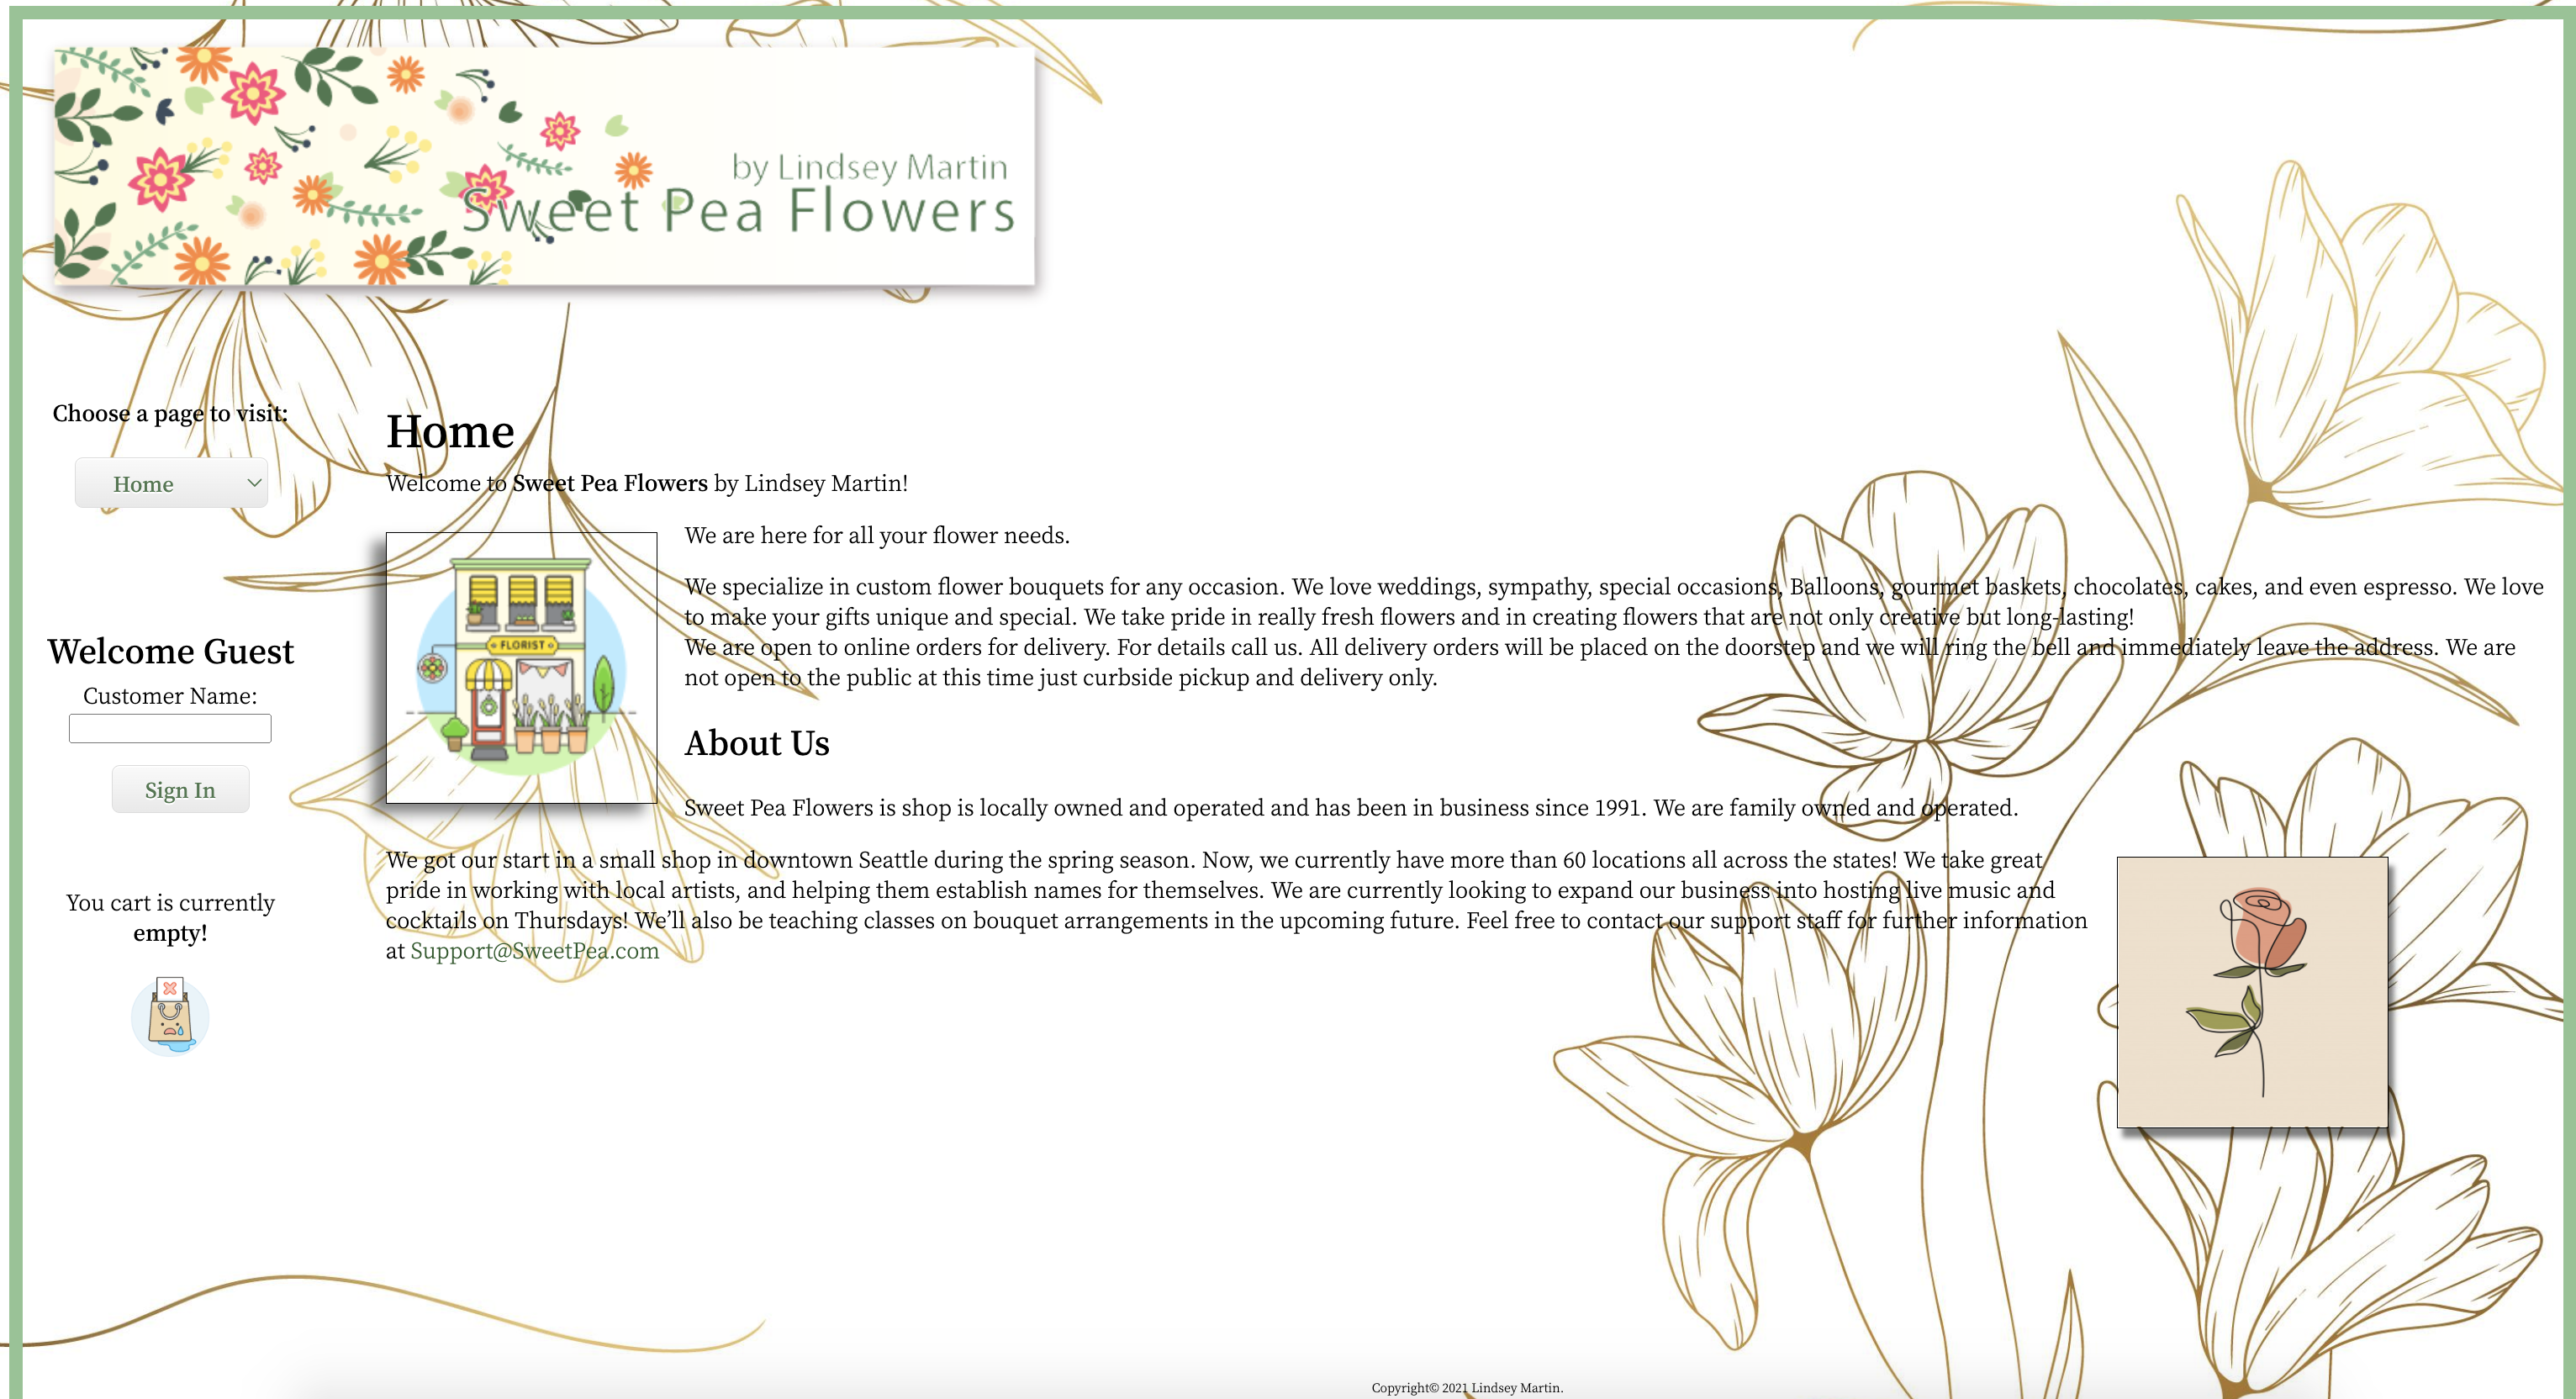 by Lindsey Martin
Sweet Pea Flowers
Choose a page to visit:
Home
Welcome Guest
Customer Name:
Sign In
You cart is currently
empty!
Home
Welcome to Sweet Pea Flowers by Lindsey Martin!
FLORIST
We are here for all your flower needs.
We specialize in custom flower bouquets for any occasion. We love weddings, sympathy, special occasions, Balloons, gourmet baskets, chocolates, cakes, and even espresso. We love
to make your gifts unique and special. We take pride in really fresh flowers and in creating flowers that are not only creative but long-lasting!
We are open to online orders for delivery. For details call us. All delivery orders will be placed on the doorstep and we will ring the bell and immediately leave the address. We are
not open to the public at this time just curbside pickup and delivery only.
About Us
Sweet Pea Flowers is shop is locally owned and operated and has been in business since 1991. We are family owned and operated.
We got our start in a small shop in downtown Seattle during the spring season. Now, we currently have more than 60 locations all across the states! We take great
pride in working with local artists, and helping them establish names for themselves. We are currently looking to expand our business into hosting live music and
cocktails on Thursdays! We’ll also be teaching classes on bouquet arrangements in the upcoming future. Feel free to contact our support staff for further information
at Support@SweetPea.com
Copyright© 2021 Lindsey Martin.